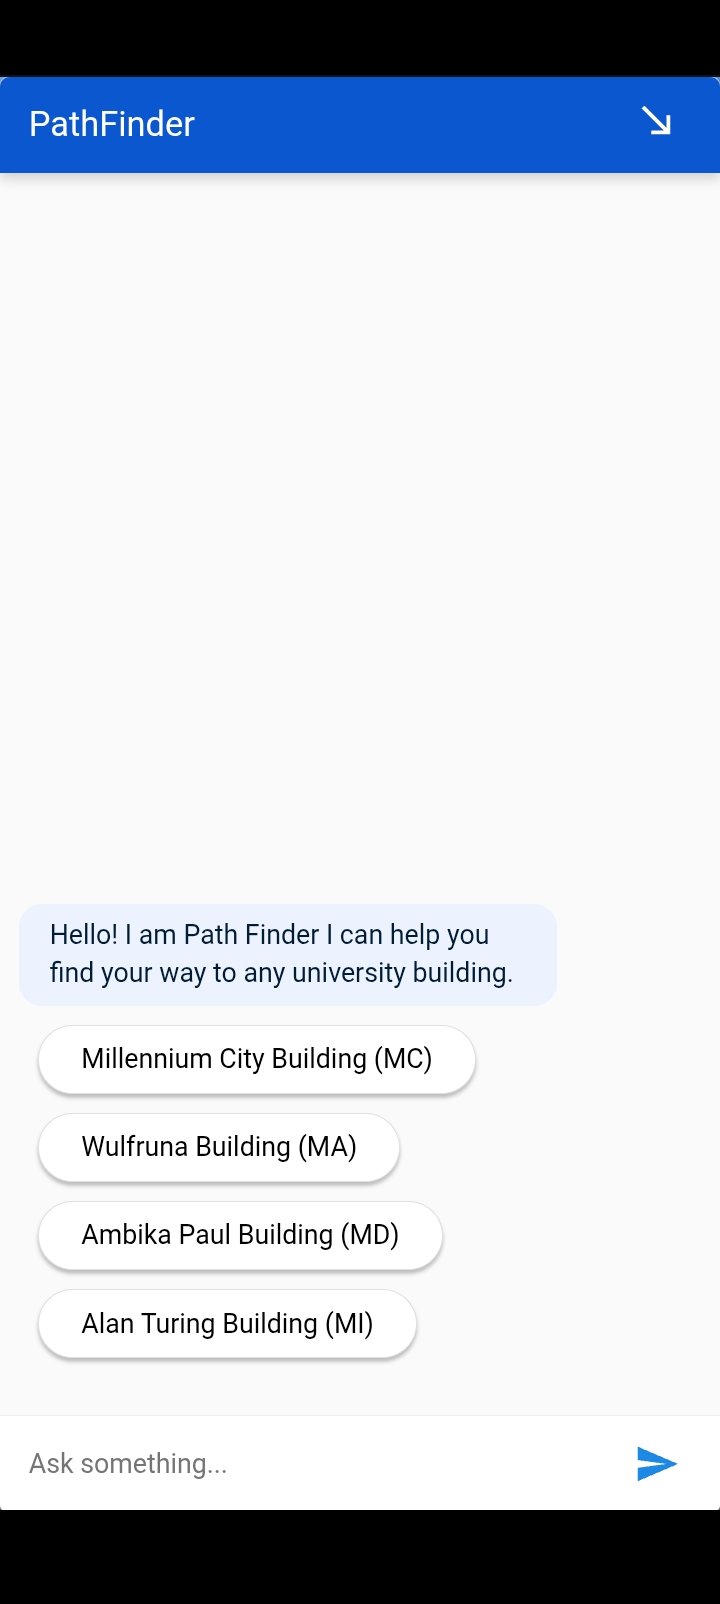 PathFinder
Hello! I am Path Finder I can help you
find your way to any university building.
Millennium City Building (MC)
Wulfruna Building (MA)
Ambika Paul Building (MD)
Alan Turing Building (MI)
Ask something...